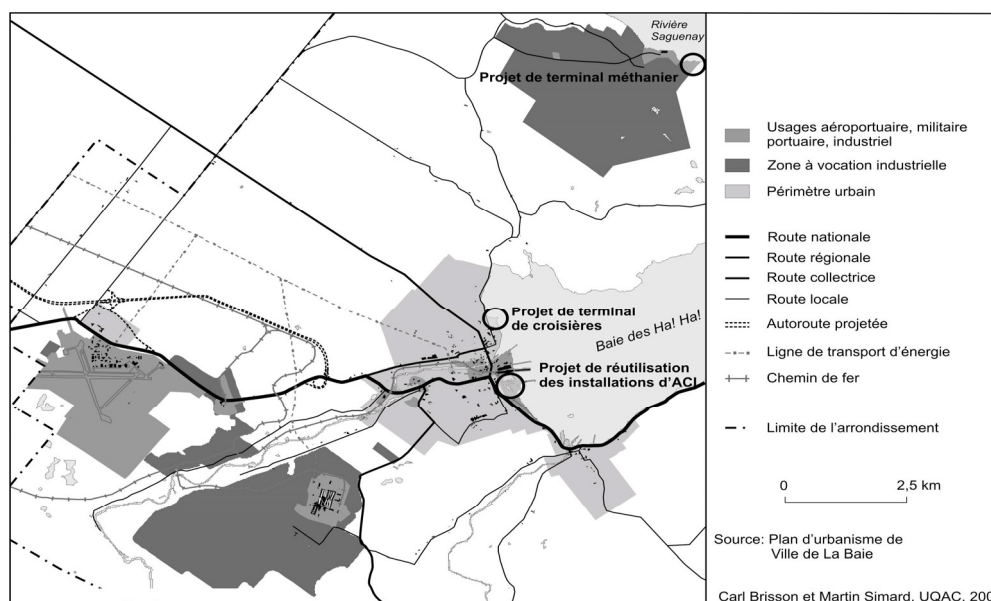 Rivière
Saguenay
Projet de terminal méthanier
Projet de terminal
de croisières
Baie des Ha! Ha!
Projet de réutilisation
des installations d'ACI
Usages aéroportuaire, militaire
portuaire, industriel
Zone à vocation industrielle
Périmètre urbain
Route nationale
Route régionale
Route collectrice
Route locale
Autoroute projetée
Ligne de transport d'énergie
Chemin de fer
Limite de l'arrondissement
0 2,5 km
Source: Plan d'urbanisme de
Ville de La Baie
Carl Brisson et Martin Simard, UQAC, 200